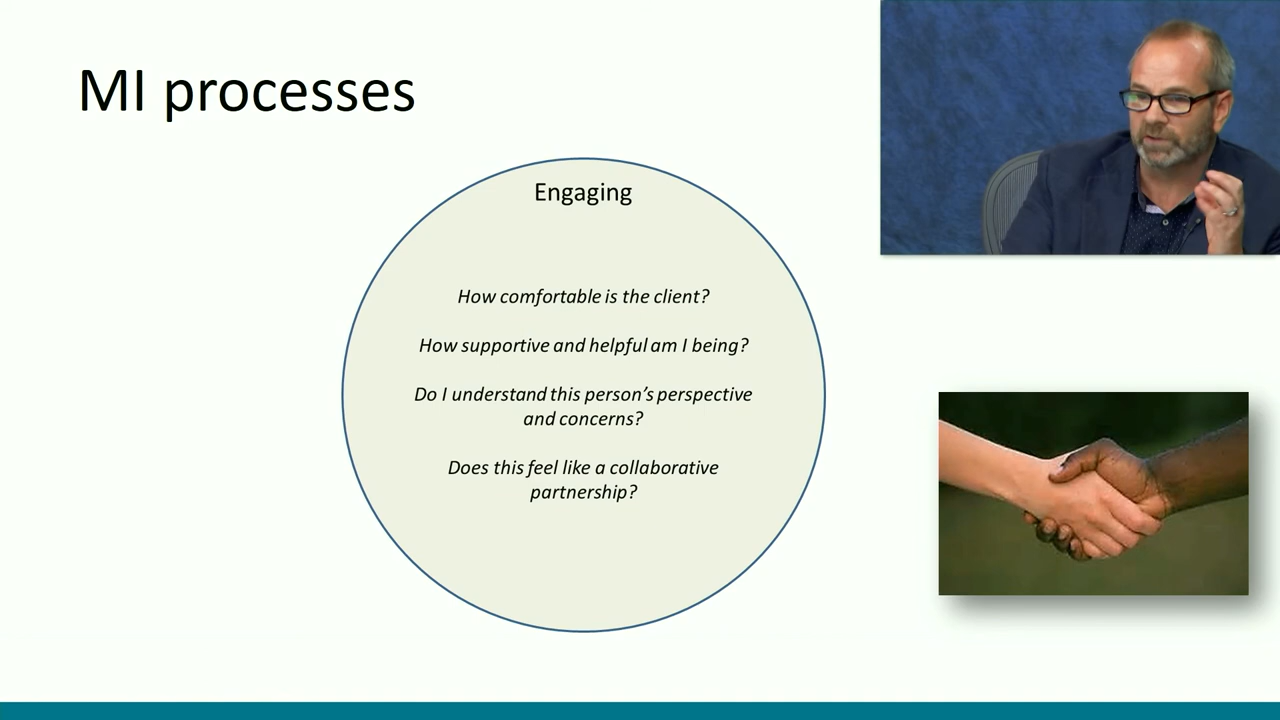 MI processes
Engaging
How comfortable is the client?
How supportive and helpful am I being?
Do I understand this person's perspective
and concerns?
Does this feel like a collaborative
partnership?